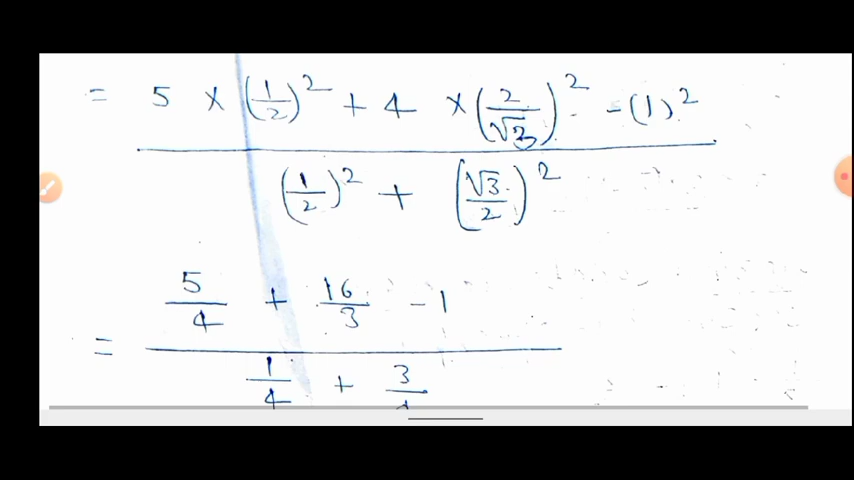 = 5 × (1/2)² + 4 × (2/√3)² - (1)²
(1/2)² + (√3/2)²
= 5/4 + 16/3 - 1
1/4 + 3/4